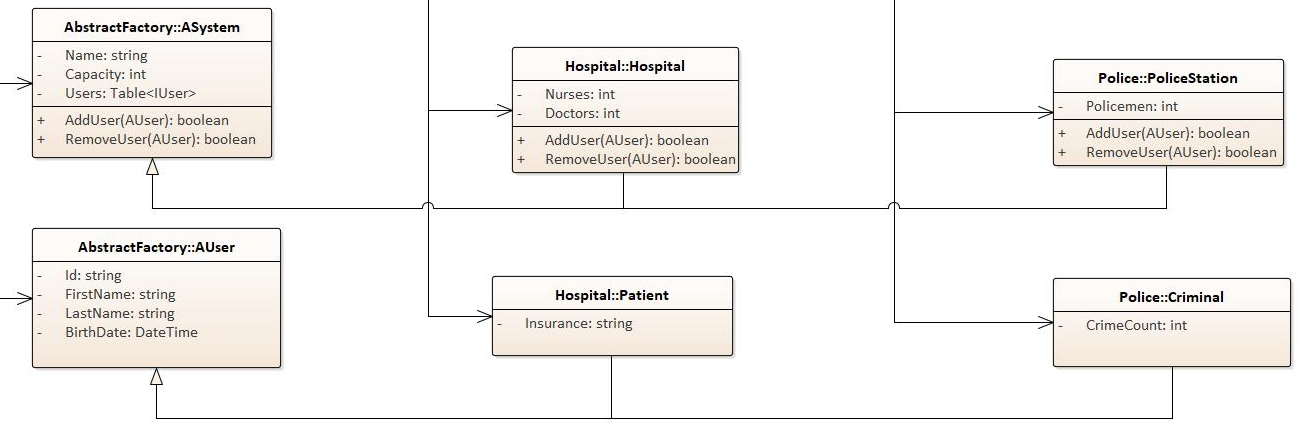 AbstractFactory::ASystem
- Name: string
- Capacity: int
- Users: Table<IUser>
+ AddUser(AUser): boolean
+ RemoveUser(AUser): boolean
Hospital::Hospital
- Nurses: int
- Doctors: int
+ AddUser(AUser): boolean
+ RemoveUser(AUser): boolean
Police::PoliceStation
- Policemen: int
+ AddUser(AUser): boolean
+ RemoveUser(AUser): boolean
AbstractFactory::AUser
- Id: string
- FirstName: string
- LastName: string
- BirthDate: DateTime
Hospital::Patient
- Insurance: string
Police::Criminal
- CrimeCount: int